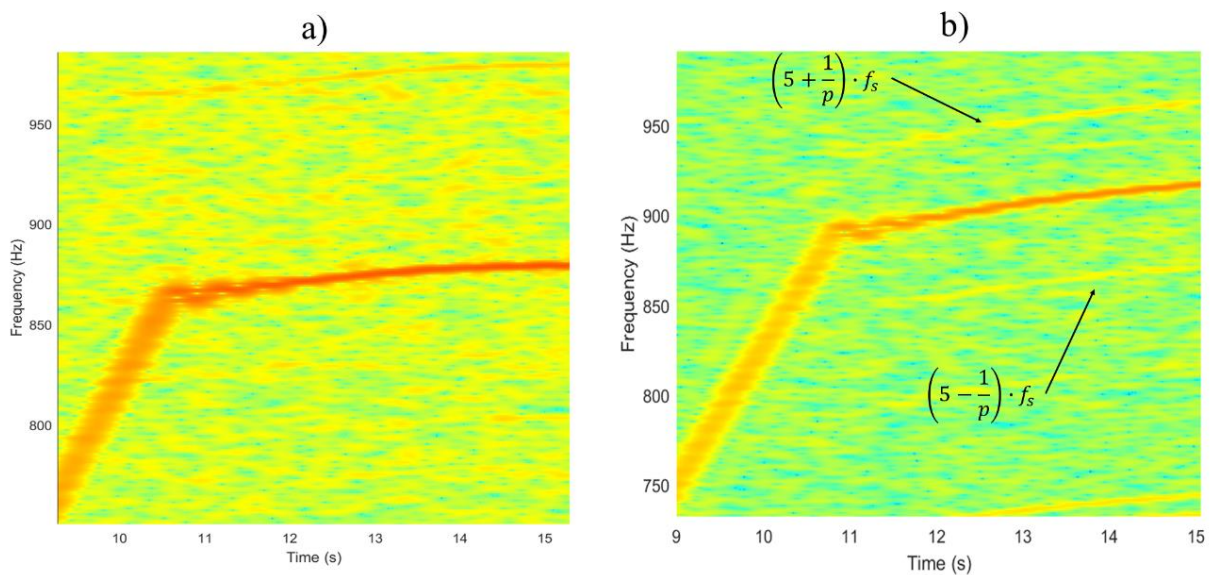 a)
950
900
850
800
Frequency (Hz)
10 11 12 13 14 15
Time (s)
b)
(5 + 1/p) · fₛ
950
900
850
800
750
Frequency (Hz)
(5 − 1/p) · fₛ
9 10 11 12 13 14 15
Time (s)